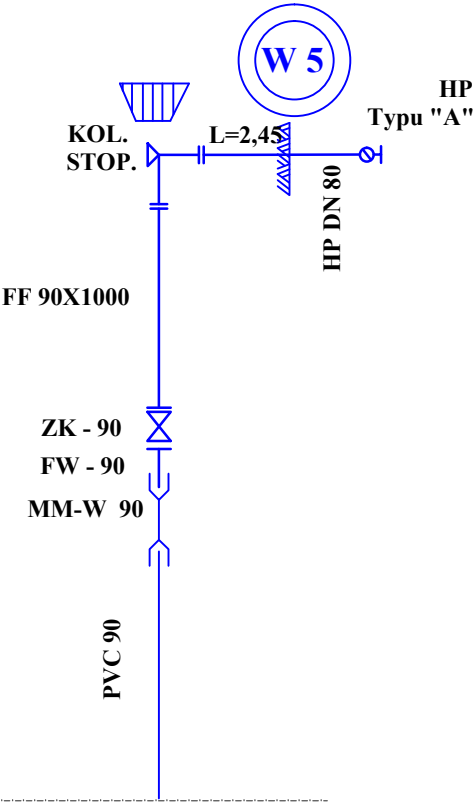 W 5
HP
Typu "A"
KOL.
STOP.
L=2,45
HP DN 80
FF 90X1000
ZK - 90
FW - 90
MM-W 90
PVC 90